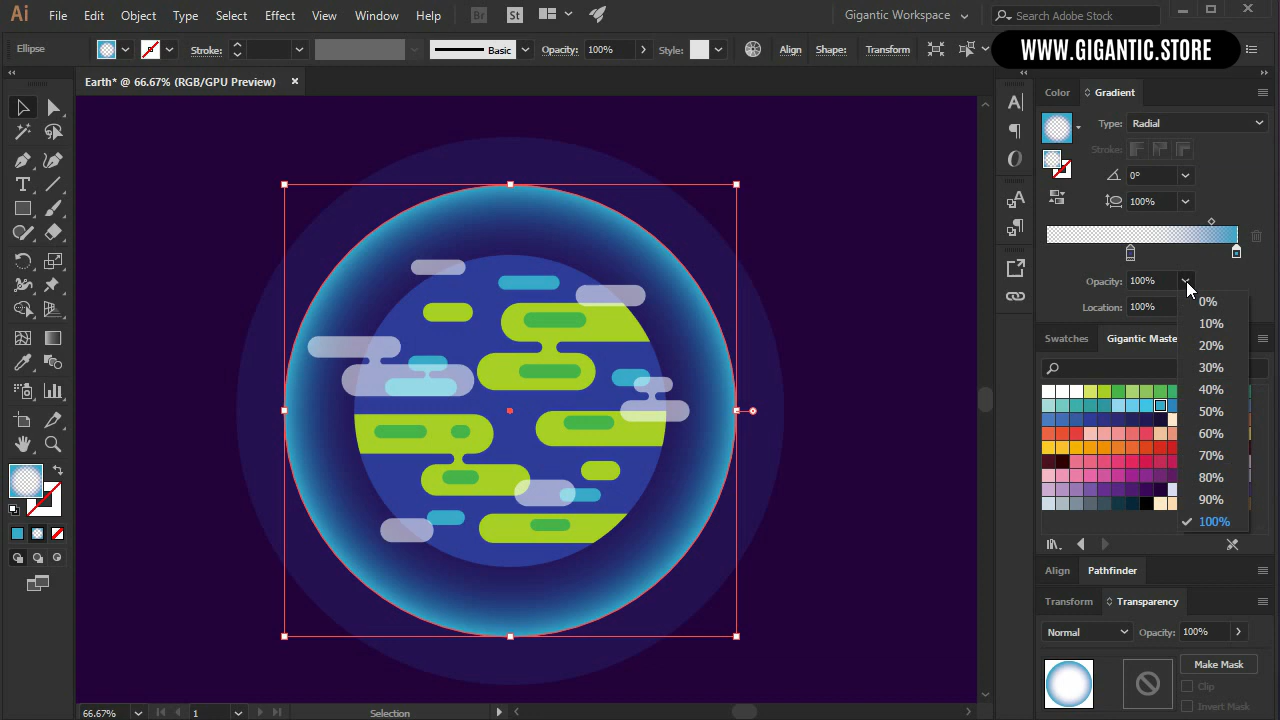 Ai File Edit Object Type Select Effect View Window Help Br St Gigantic Workspace Search Adobe Stock
Ellipse Stroke: Basic Opacity: 100% Style: Align Shape: Transform
WWW.GIGANTIC.STORE
Earth* @ 66.67% (RGB/GPU Preview) ×
Color Gradient
Type: Radial
Stroke:
0°
100%
Opacity: 100%
Location: 100%
0%
10%
20%
30%
40%
50%
60%
70%
80%
90%
100%
Swatches Gigantic Maste
Align Pathfinder
Transform Transparency
Normal Opacity: 100%
Make Mask
Clip
Invert Mask
66.67% 1 Selection